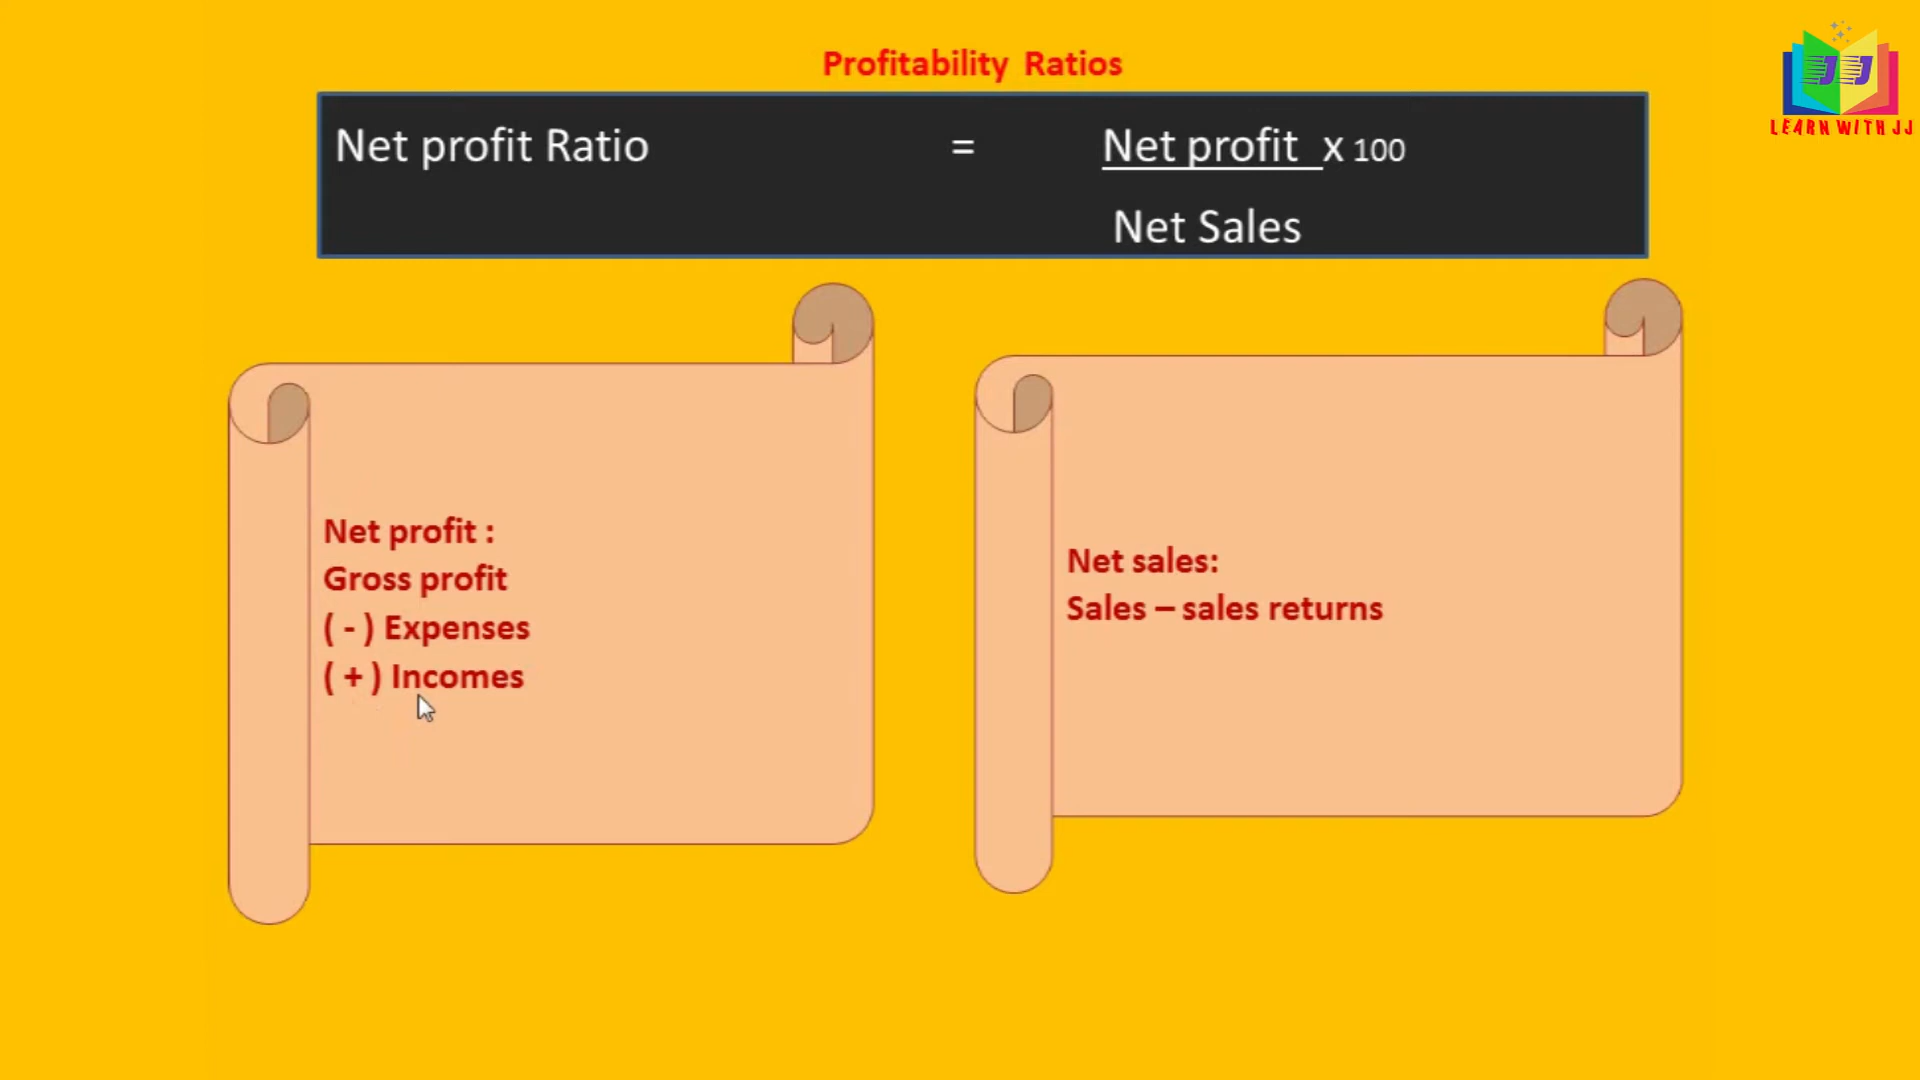 Profitability Ratios
Net profit Ratio = Net profit x 100
Net Sales
Net profit :
Gross profit
( - ) Expenses
( + ) Incomes
Net sales:
Sales – sales returns
JJ
LEARN WITH JJ